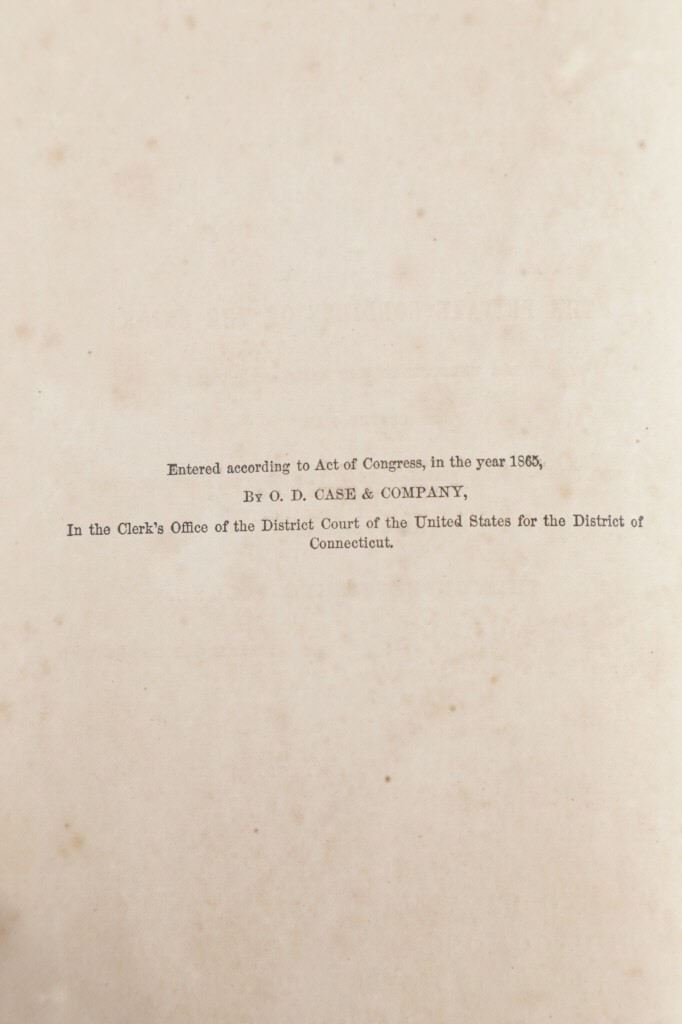 Entered according to Act of Congress, in the year 1865,
By O. D. CASE & COMPANY,
In the Clerk's Office of the District Court of the United States for the District of
Connecticut.